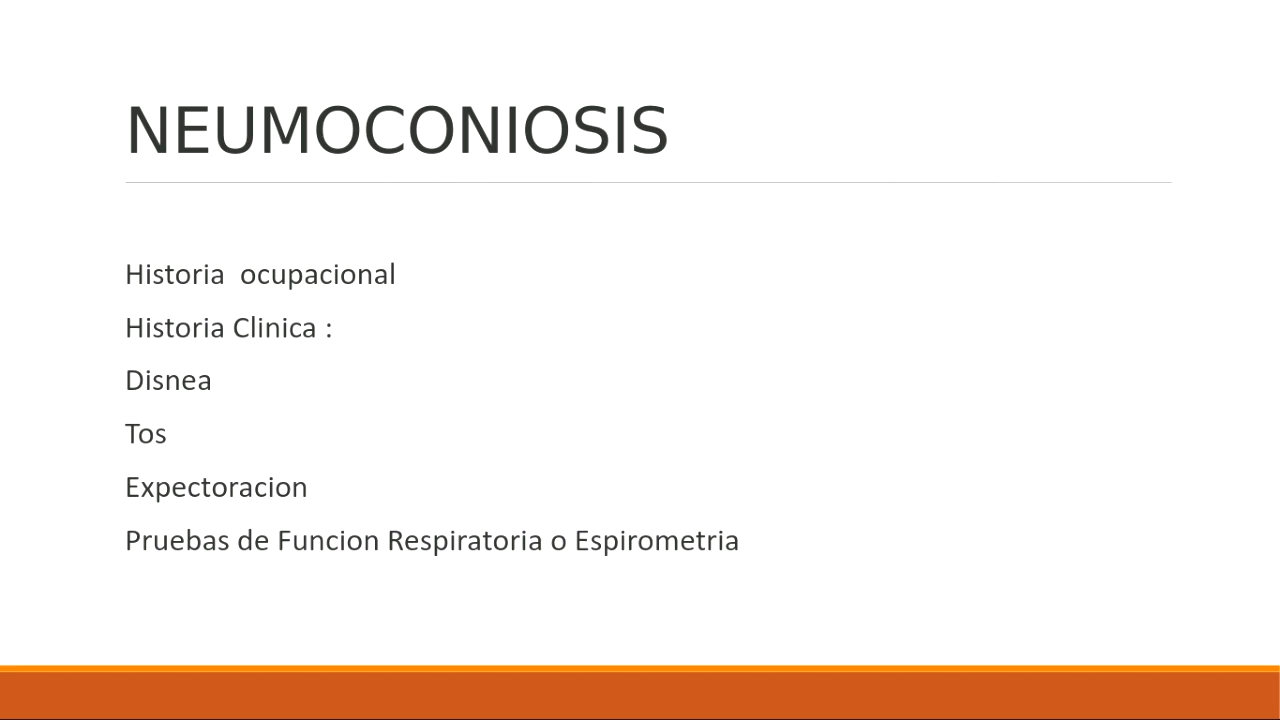 NEUMOCONIOSIS
Historia  ocupacional
Historia Clinica :
Disnea
Tos
Expectoracion
Pruebas de Funcion Respiratoria o Espirometria